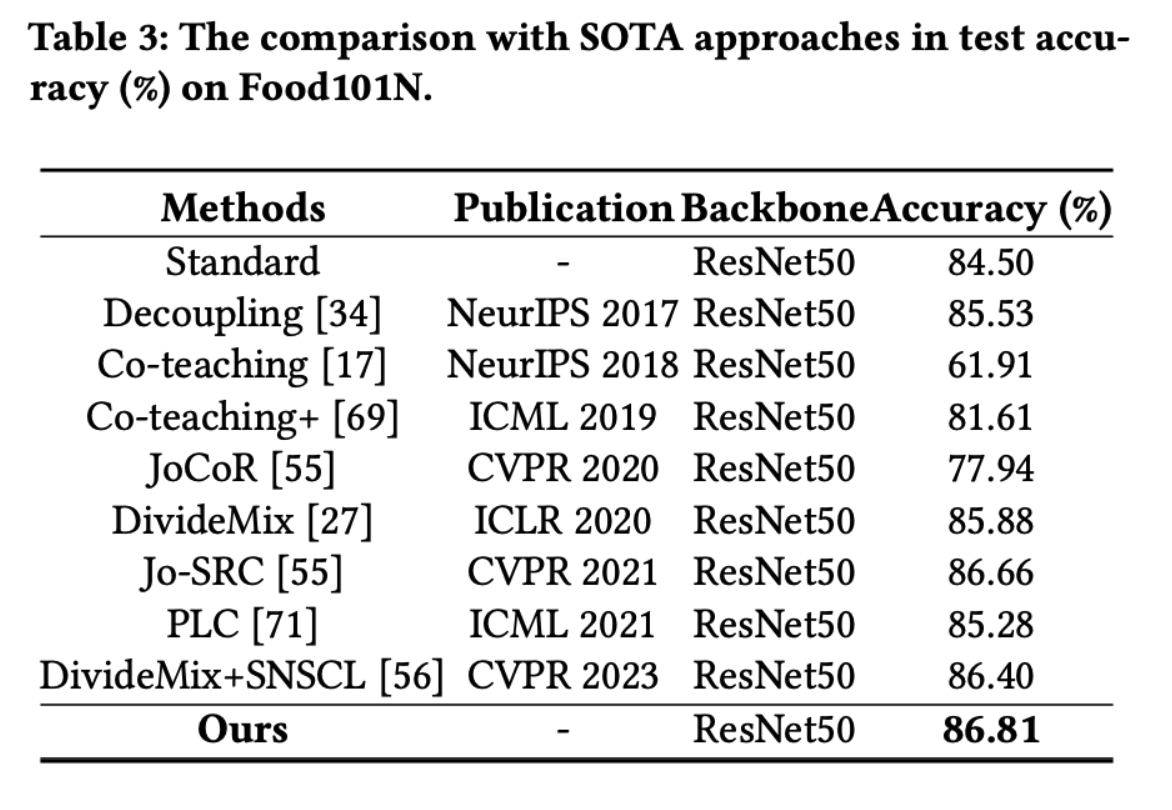 Table 3: The comparison with SOTA approaches in test accu-
racy (%) on Food101N.
Methods Publication Backbone Accuracy (%)
Standard - ResNet50 84.50
Decoupling [34] NeurIPS 2017 ResNet50 85.53
Co-teaching [17] NeurIPS 2018 ResNet50 61.91
Co-teaching+ [69] ICML 2019 ResNet50 81.61
JoCoR [55] CVPR 2020 ResNet50 77.94
DivideMix [27] ICLR 2020 ResNet50 85.88
Jo-SRC [55] CVPR 2021 ResNet50 86.66
PLC [71] ICML 2021 ResNet50 85.28
DivideMix+SNSCL [56] CVPR 2023 ResNet50 86.40
Ours - ResNet50 86.81